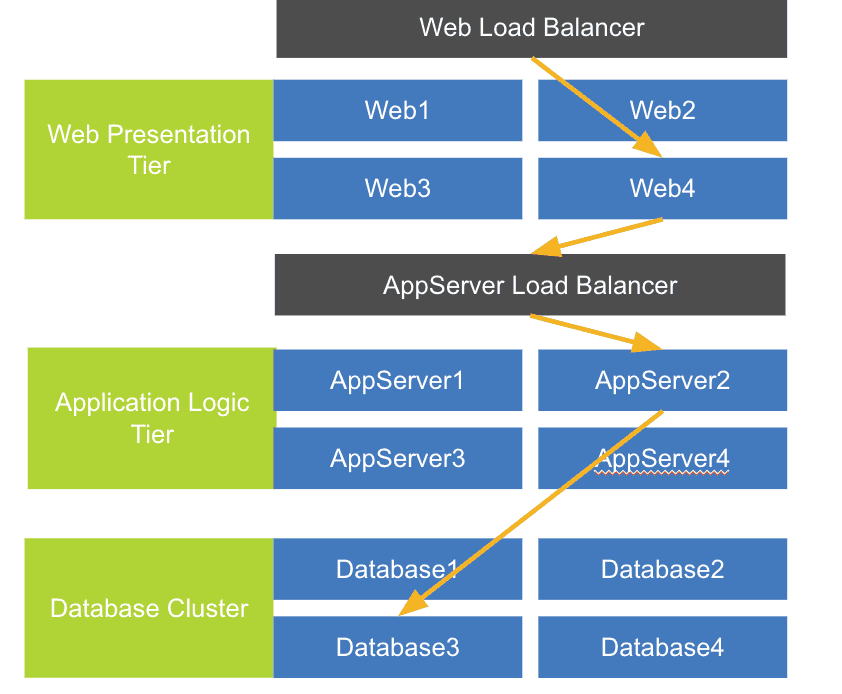 Web Load Balancer
Web Presentation
Tier
Web1
Web2
Web3
Web4
AppServer Load Balancer
Application Logic
Tier
AppServer1
AppServer2
AppServer3
AppServer4
Database Cluster
Database1
Database2
Database3
Database4